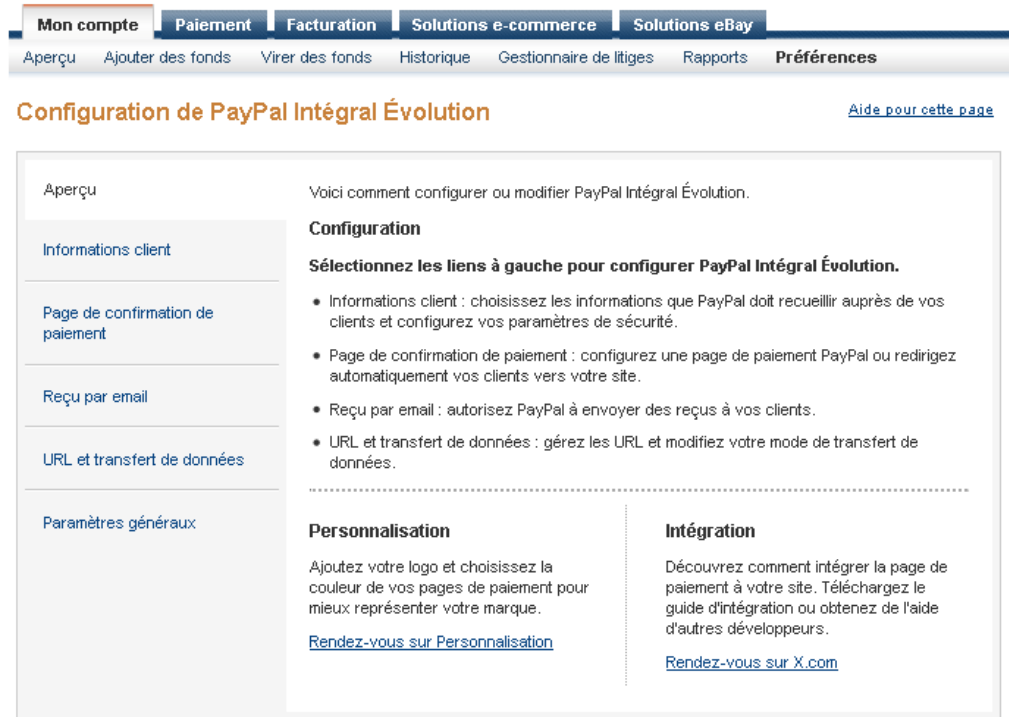 Mon compte Paiement Facturation Solutions e-commerce Solutions eBay
Aperçu Ajouter des fonds Virer des fonds Historique Gestionnaire de litiges Rapports Préférences
Configuration de PayPal Intégral Évolution
Aide pour cette page
Aperçu
Informations client
Page de confirmation de
paiement
Reçu par email
URL et transfert de données
Paramètres généraux
Voici comment configurer ou modifier PayPal Intégral Évolution.
Configuration
Sélectionnez les liens à gauche pour configurer PayPal Intégral Évolution.
• Informations client : choisissez les informations que PayPal doit recueillir auprès de vos
clients et configurez vos paramètres de sécurité.
• Page de confirmation de paiement : configurez une page de paiement PayPal ou redirigez
automatiquement vos clients vers votre site.
• Reçu par email : autorisez PayPal à envoyer des reçus à vos clients.
• URL et transfert de données : gérez les URL et modifiez votre mode de transfert de
données.
Personnalisation
Ajoutez votre logo et choisissez la
couleur de vos pages de paiement pour
mieux représenter votre marque.
Rendez-vous sur Personnalisation
Intégration
Découvrez comment intégrer la page de
paiement à votre site. Téléchargez le
guide d'intégration ou obtenez de l'aide
d'autres développeurs.
Rendez-vous sur X.com